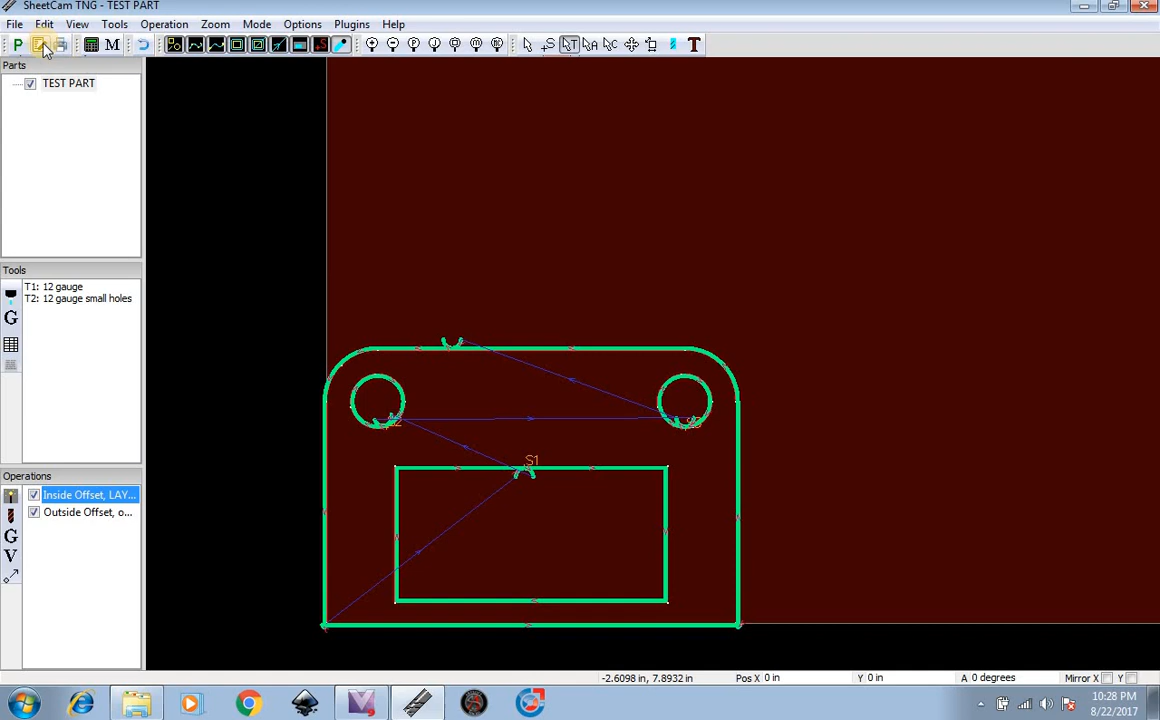 SheetCam TNG - TEST PART
File Edit View Tools Operation Zoom Mode Options Plugins Help
P M +S P J M N +S A C T
Parts
TEST PART
Tools
T1: 12 gauge
T2: 12 gauge small holes
G
S1
Operations
Inside Offset, LAY...
Outside Offset, o...
G
V
-2.6098 in, 7.8932 in Pos X 0 in Y 0 in A 0 degrees Mirror X Y
10:28 PM
8/22/2017